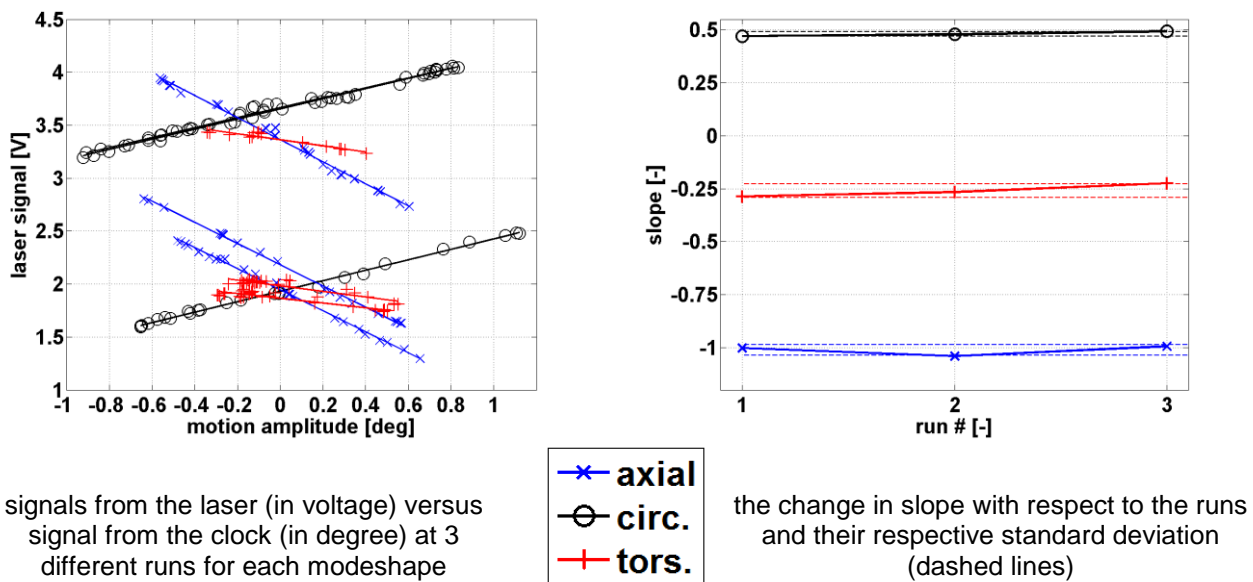 4.5
4
3.5
3
2.5
2
1.5
1
laser signal [V]
-1 -0.8 -0.6 -0.4 -0.2 0 0.2 0.4 0.6 0.8 1
motion amplitude [deg]
0.5
0.25
0
-0.25
-0.5
-0.75
-1
slope [-]
1 2 3
run # [-]
axial
circ.
tors.
signals from the laser (in voltage) versus
signal from the clock (in degree) at 3
different runs for each modeshape
the change in slope with respect to the runs
and their respective standard deviation
(dashed lines)